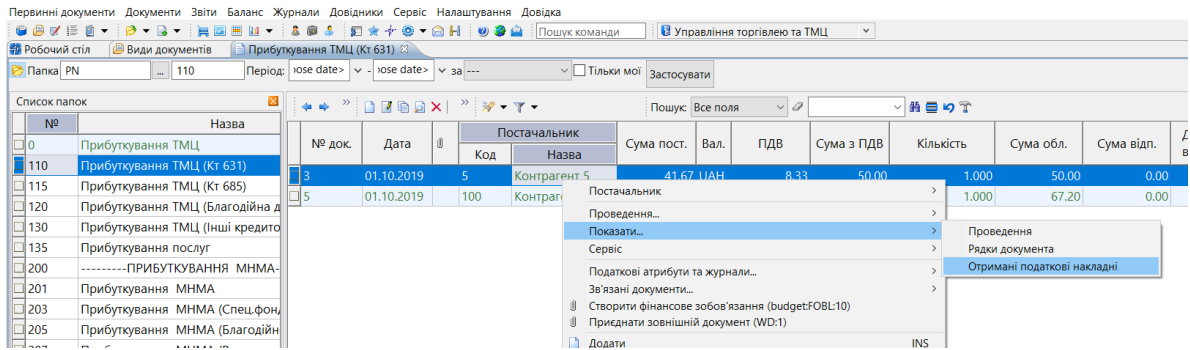 Первинні документи Документи Звіти Баланс Журнали Довідники Сервіс Налаштування Довідка
Пошук команди Управління торгівлею та ТМЦ
Робочий стіл Види документів Прибуткування ТМЦ (Кт 631)
Папка PN ... 110 Період: ose date> - ose date> за --- Тільки мої Застосувати
Список папок
Пошук: Все поля
№ Назва
0 Прибуткування ТМЦ
110 Прибуткування ТМЦ (Кт 631)
115 Прибуткування ТМЦ (Кт 685)
120 Прибуткування ТМЦ (Благодійна д
130 Прибуткування ТМЦ (Інші кредито
135 Прибуткування послуг
200 ---------ПРИБУТКУВАННЯ МНМА-
201 Прибуткування МНМА
203 Прибуткування МНМА (Спец.фон
205 Прибуткування МНМА (Благодійн
№ док. Дата Постачальник Сума пост. Вал. ПДВ Сума з ПДВ Кількість Сума обл. Сума відп.
Код Назва
3 01.10.2019 5 Контрагент 5 41.67 UAH 8.33 50.00 1.000 50.00 0.00
5 01.10.2019 100 Контраг 1.000 67.20 0.00
Постачальник
Проведення...
Показати...
Сервіс
Податкові атрибути та журнали...
Зв'язані документи...
Створити фінансове зобов'язання (budget:FOBL:10)
Приєднати зовнішній документ (WD:1)
Додати INS
Проведення
Рядки документа
Отримані податкові накладні